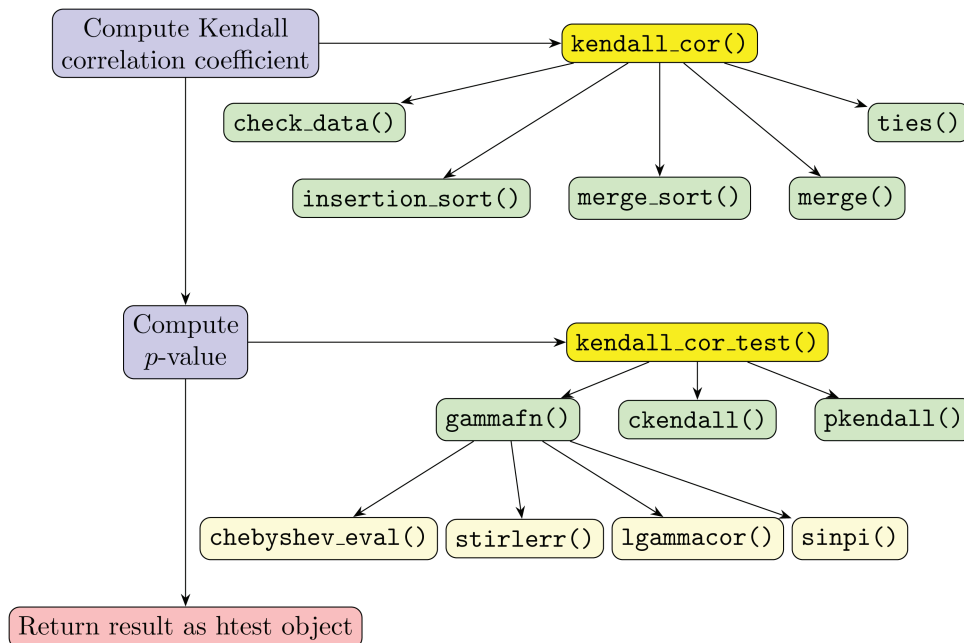 Compute Kendall
correlation coefficient
kendall_cor()
check_data()
ties()
insertion_sort()
merge_sort()
merge()
Compute
p-value
kendall_cor_test()
gammafn()
ckendall()
pkendall()
chebyshev_eval()
stirlerr()
lgammacor()
sinpi()
Return result as htest object